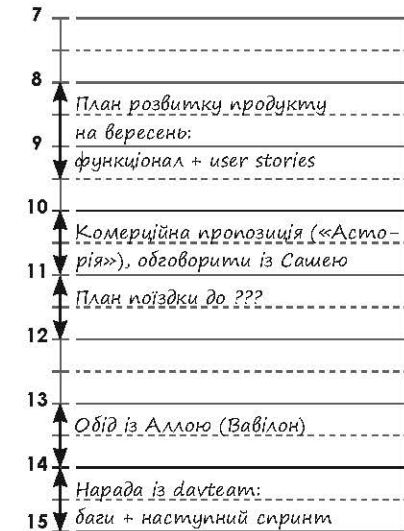 7
8
План розвитку продукту
на вересень:
9
функціонал + user stories
10
Комерційна пропозиція («Асто-
рія»), обговорити із Сашею
11
План поїздки до ???
12
13
Обід із Аллою (Вавілон)
14
Нарада із davteam:
15 баги + наступний спринт